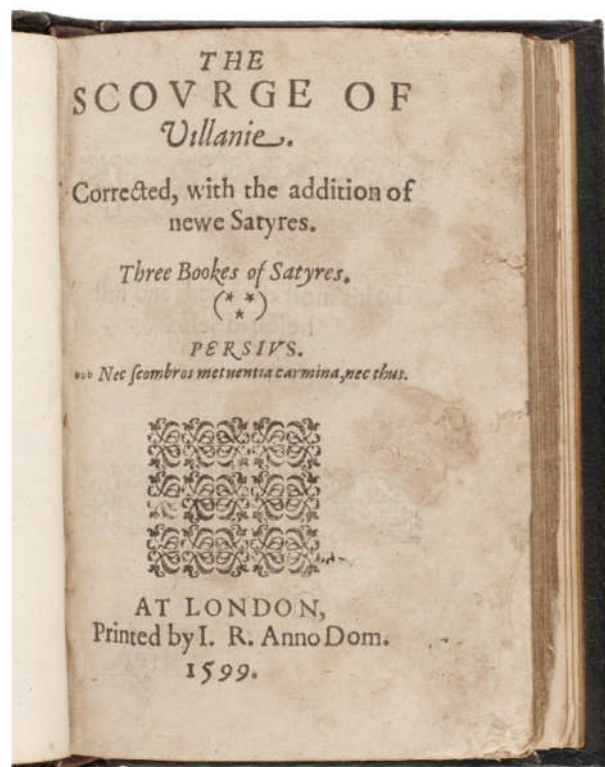 THE
SCOVRGE OF
Villanie.
Corrected, with the addition of
newe Satyres.
Three Bookes of Satyres.
(* * *)
PERSIVS.
Nec ſcombros metuentia carmina, nec thus.
AT LONDON,
Printed by I. R. Anno Dom.
1599.